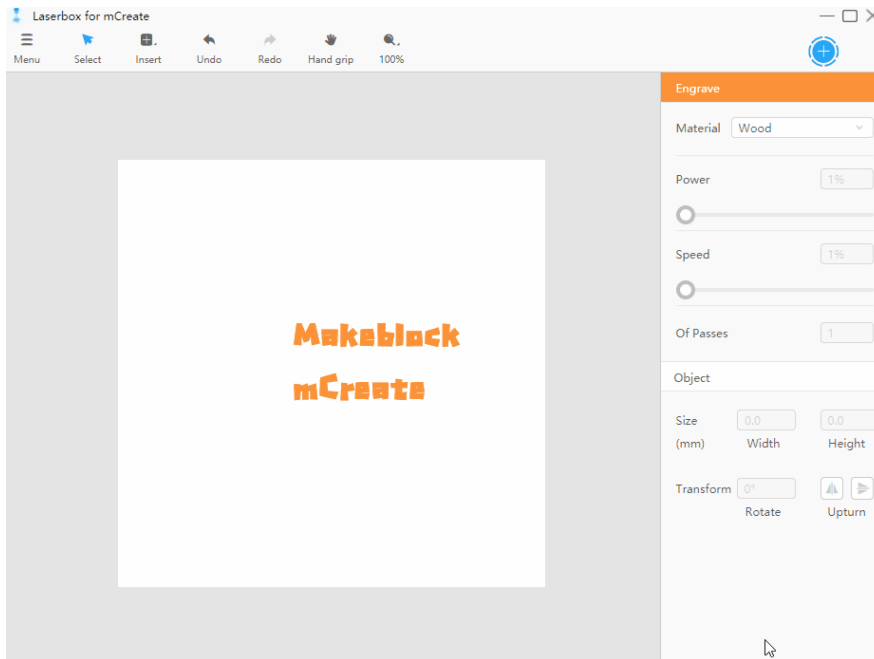 Laserbox for mCreate
Menu Select Insert Undo Redo Hand grip 100%
Engrave
Material Wood
Power 1%
Speed 1%
Makeblock
mCreate
Of Passes 1
Object
Size 0.0 0.0
(mm) Width Height
Transform 0°
Rotate Upturn